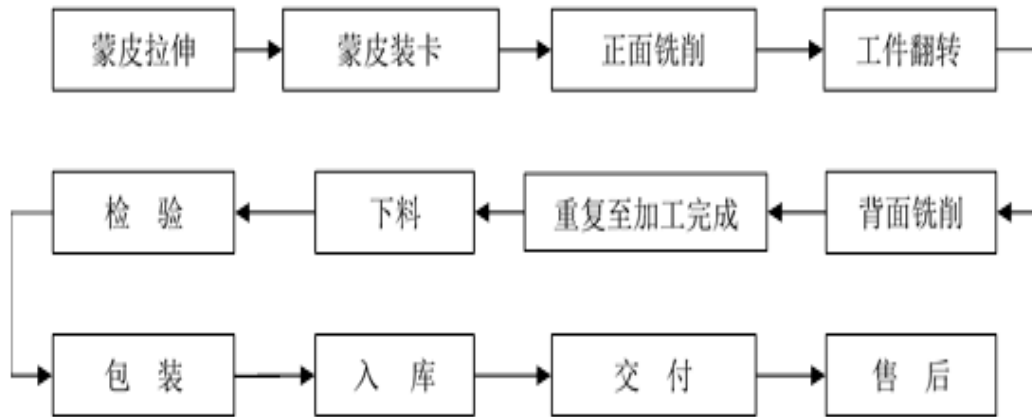 蒙皮拉伸 蒙皮装卡 正面铣削 工件翻转
检 验 下料 重复至加工完成 背面铣削
包 装 入 库 交 付 售 后